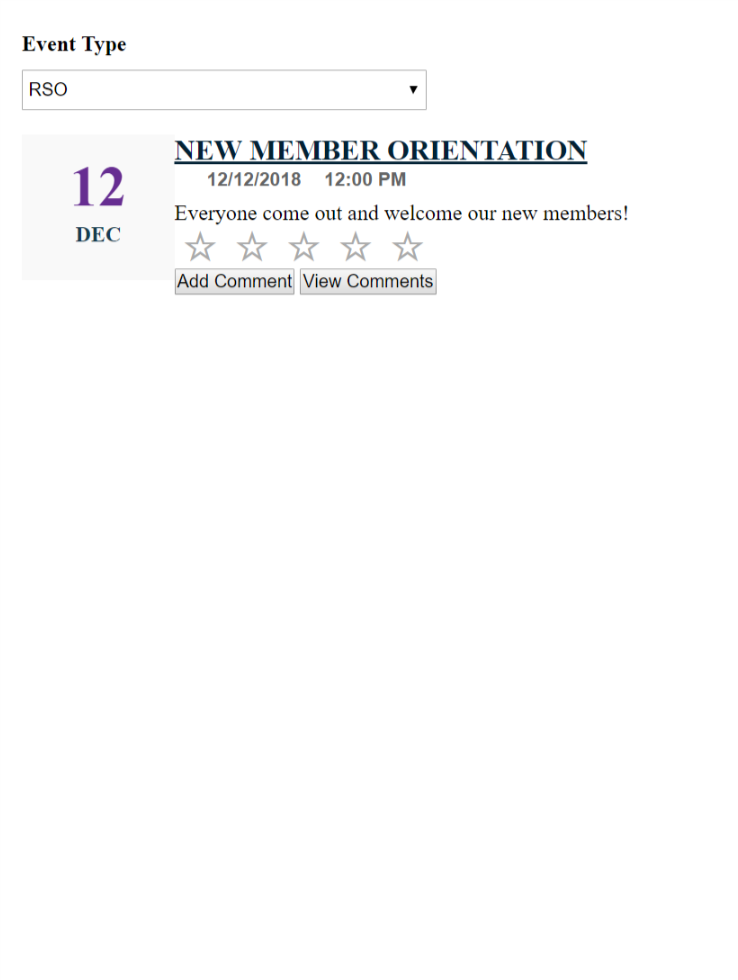 Event Type
RSO
12
DEC
NEW MEMBER ORIENTATION
12/12/2018 12:00 PM
Everyone come out and welcome our new members!
Add Comment View Comments